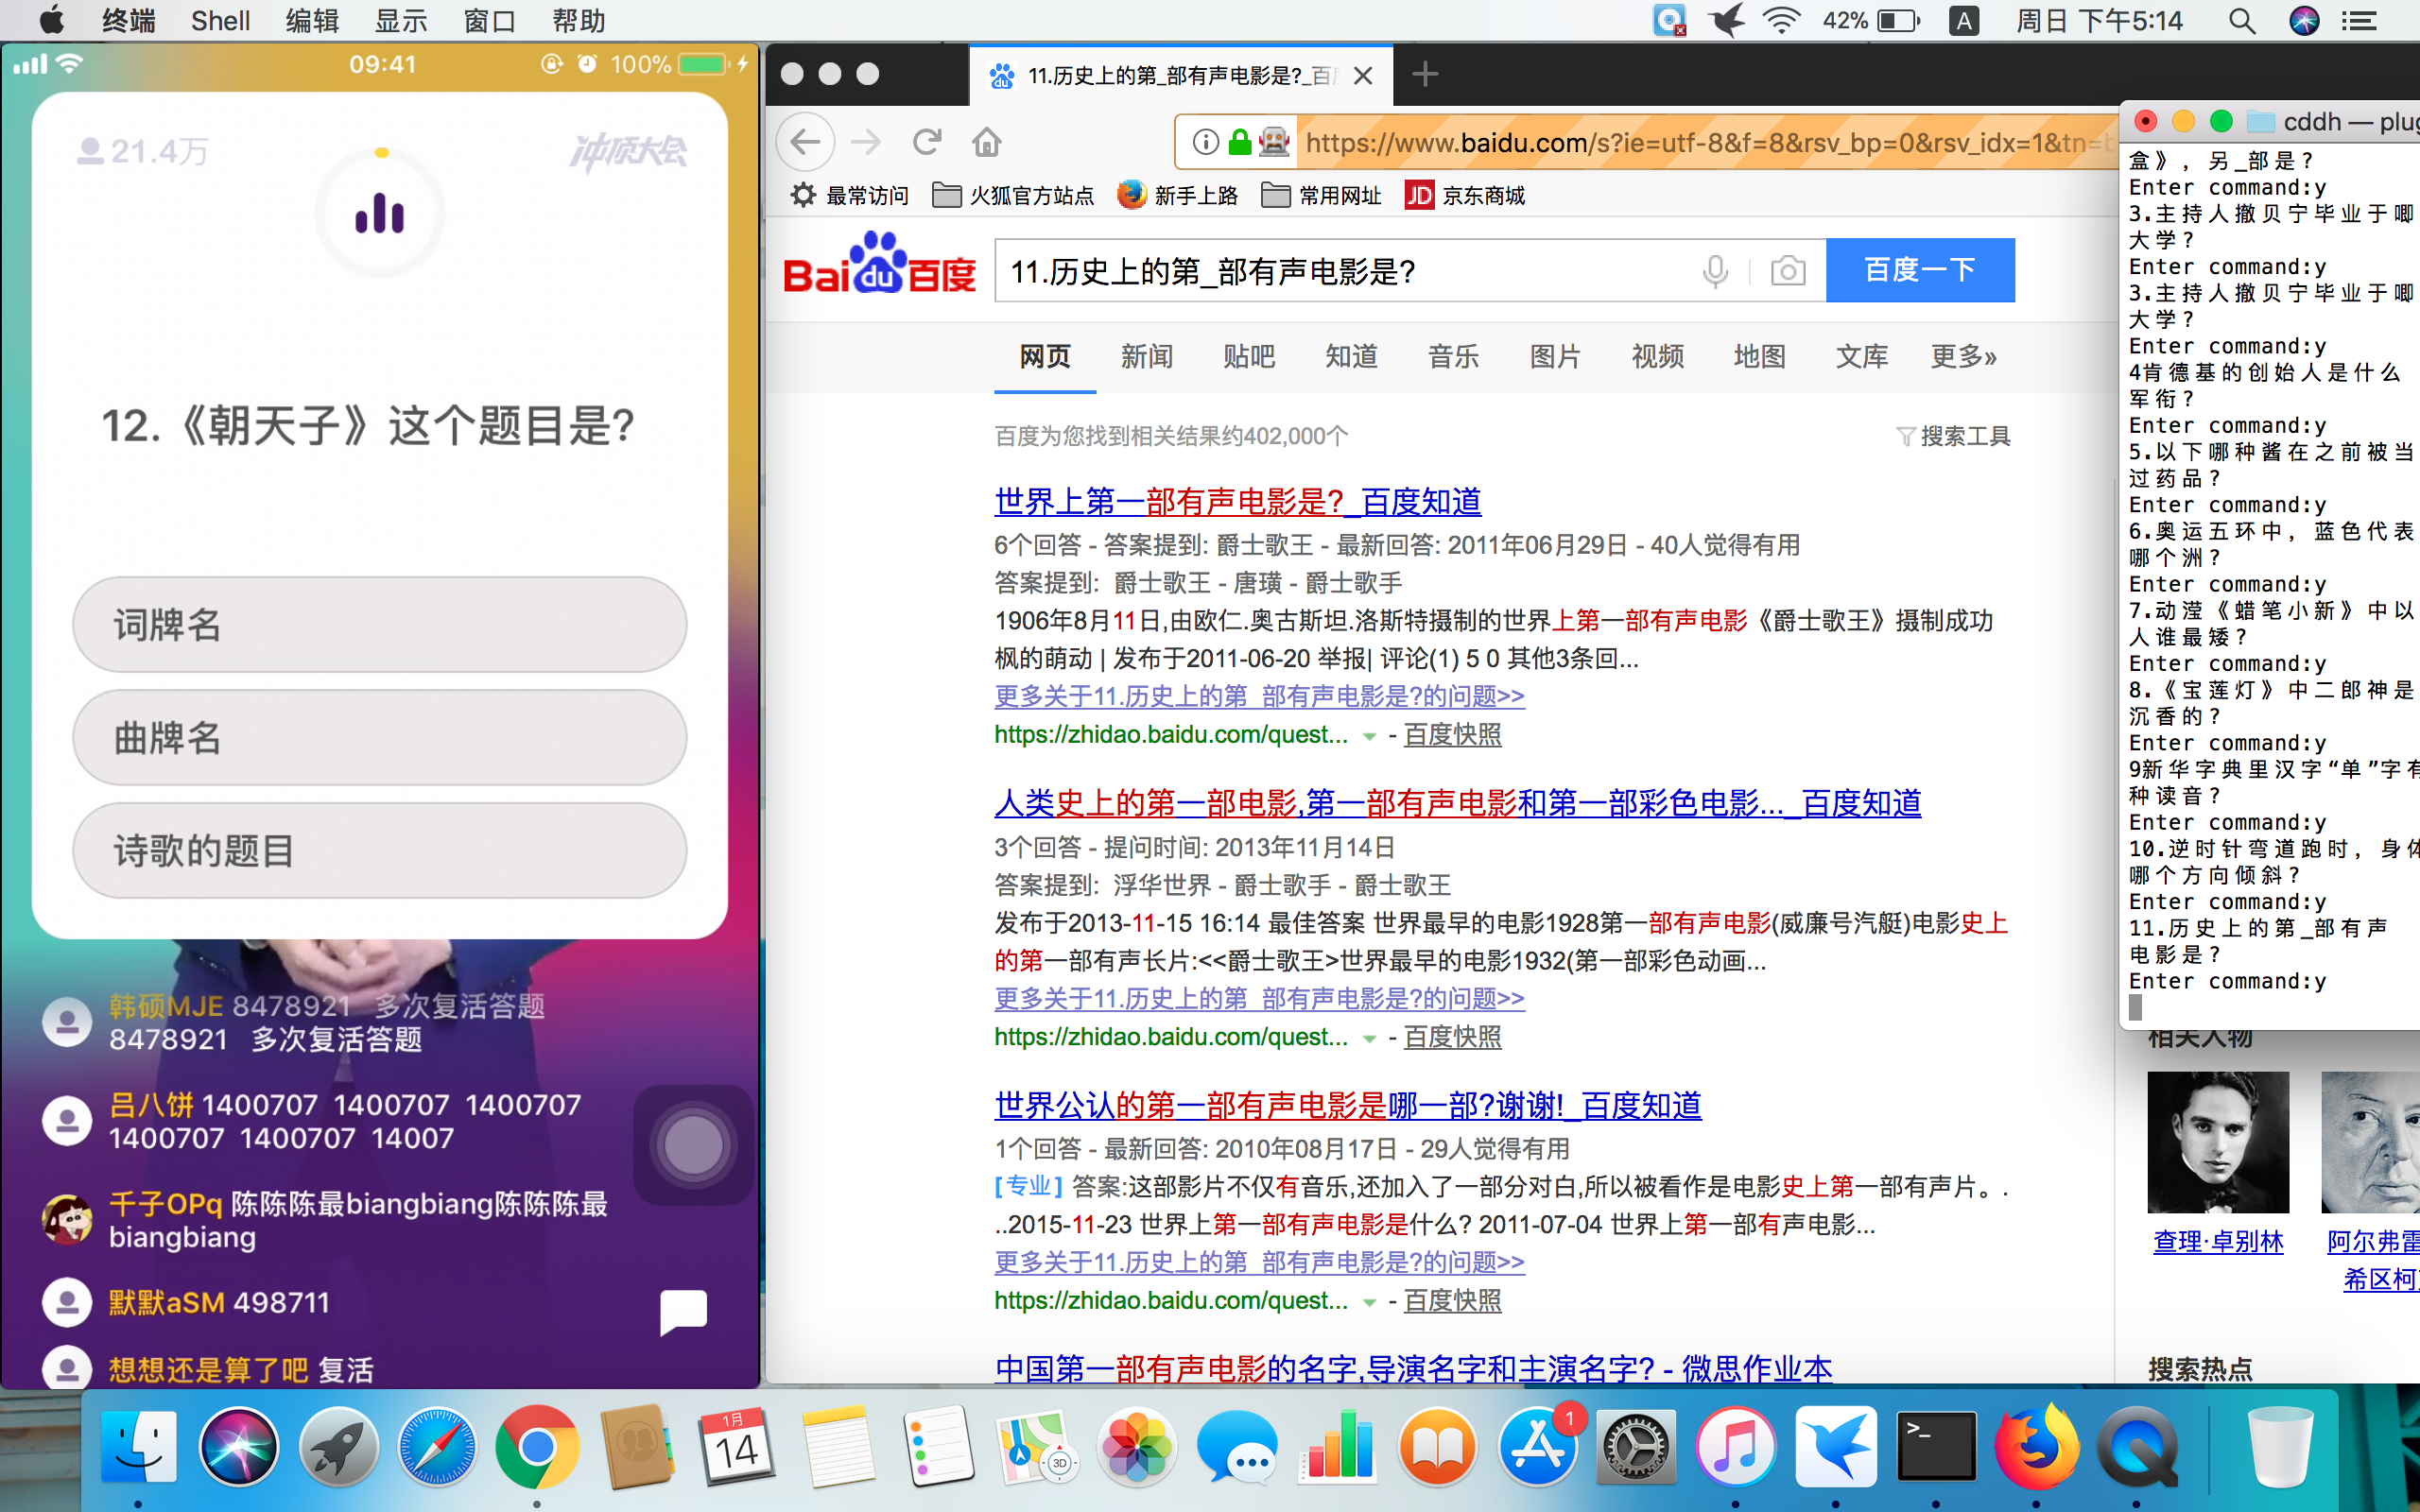 终端 Shell 编辑 显示 窗口 帮助
42% A 周日 下午5:14
09:41 100%
21.4万 冲顶大会
12.《朝天子》这个题目是?
词牌名
曲牌名
诗歌的题目
韩硕MJE 8478921 多次复活答题
8478921 多次复活答题
吕八饼 1400707 1400707 1400707
1400707 1400707 14007
千子OPq 陈陈陈最biangbiang陈陈陈最
biangbiang
默默aSM 498711
想想还是算了吧 复活
11.历史上的第_部有声电影是?_百度
https://www.baidu.com/s?ie=utf-8&f=8&rsv_bp=0&rsv_idx=1&tn=b
最常访问 火狐官方站点 新手上路 常用网址 JD 京东商城
Bai du 百度 11.历史上的第_部有声电影是? 百度一下
网页 新闻 贴吧 知道 音乐 图片 视频 地图 文库 更多»
百度为您找到相关结果约402,000个 搜索工具
世界上第一部有声电影是?_百度知道
6个回答 - 答案提到: 爵士歌王 - 最新回答: 2011年06月29日 - 40人觉得有用
答案提到: 爵士歌王 - 唐璜 - 爵士歌手
1906年8月11日,由欧仁.奥古斯坦.洛斯特摄制的世界上第一部有声电影《爵士歌王》摄制成功
枫的萌动 | 发布于2011-06-20 举报| 评论(1) 5 0 其他3条回...
更多关于11.历史上的第_部有声电影是?的问题>>
https://zhidao.baidu.com/quest... - 百度快照
人类史上的第一部电影,第一部有声电影和第一部彩色电影..._百度知道
3个回答 - 提问时间: 2013年11月14日
答案提到: 浮华世界 - 爵士歌手 - 爵士歌王
发布于2013-11-15 16:14 最佳答案 世界最早的电影1928第一部有声电影(威廉号汽艇)电影史上
的第一部有声长片:<<爵士歌王>世界最早的电影1932(第一部彩色动画...
更多关于11.历史上的第_部有声电影是?的问题>>
https://zhidao.baidu.com/quest... - 百度快照
世界公认的第一部有声电影是哪一部?谢谢!_百度知道
1个回答 - 最新回答: 2010年08月17日 - 29人觉得有用
[专业] 答案:这部影片不仅有音乐,还加入了一部分对白,所以被看作是电影史上第一部有声片。.
..2015-11-23 世界上第一部有声电影是什么? 2011-07-04 世界上第一部有声电影...
更多关于11.历史上的第_部有声电影是?的问题>>
https://zhidao.baidu.com/quest... - 百度快照
中国第一部有声电影的名字,导演名字和主演名字? - 微思作业本
cddh — plug
盒》, 另_部是?
Enter command:y
3.主持人撒贝宁毕业于唧
大学?
Enter command:y
3.主持人撒贝宁毕业于唧
大学?
Enter command:y
4肯德基的创始人是什么
军衔?
Enter command:y
5.以下哪种酱在之前被当
过药品?
Enter command:y
6.奥运五环中, 蓝色代表
哪个洲?
Enter command:y
7.动滢《蜡笔小新》中以
人谁最矮?
Enter command:y
8.《宝莲灯》中二郎神是
沉香的?
Enter command:y
9新华字典里汉字“单”字有
种读音?
Enter command:y
10.逆时针弯道跑时, 身体
哪个方向倾斜?
Enter command:y
11.历史上的第_部有声
电影是?
Enter command:y
相关人物
查理·卓别林 阿尔弗雷
希区柯
搜索热点
1月
14
3D
1
>_